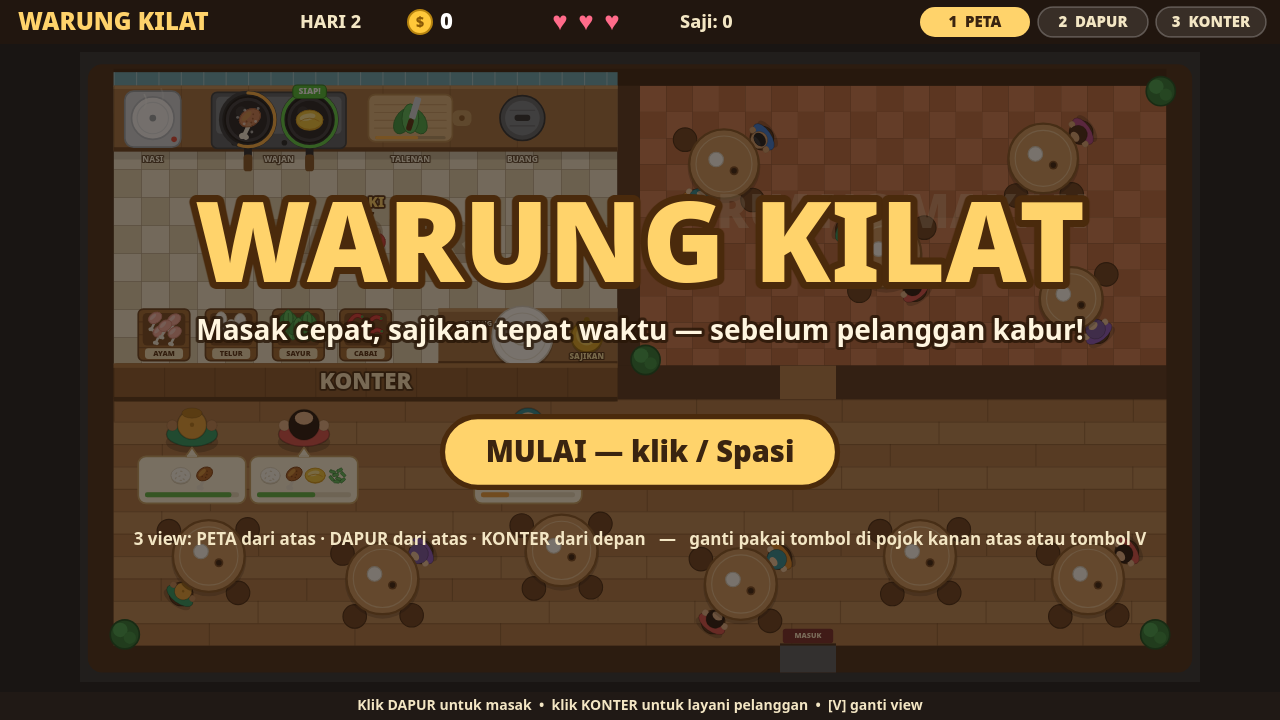 WARUNG KILAT
HARI 2
$ 0
Saji: 0
1 PETA
2 DAPUR
3 KONTER
SIAP!
NASI
WAJAN
TALENAN
BUANG
WARUNG KILAT
Masak cepat, sajikan tepat waktu — sebelum pelanggan kabur!
AYAM
TELUR
SAYUR
CABAI
SAJIKAN
KONTER
MULAI — klik / Spasi
3 view: PETA dari atas · DAPUR dari atas · KONTER dari depan — ganti pakai tombol di pojok kanan atas atau tombol V
MASUK
Klik DAPUR untuk masak • klik KONTER untuk layani pelanggan • [V] ganti view